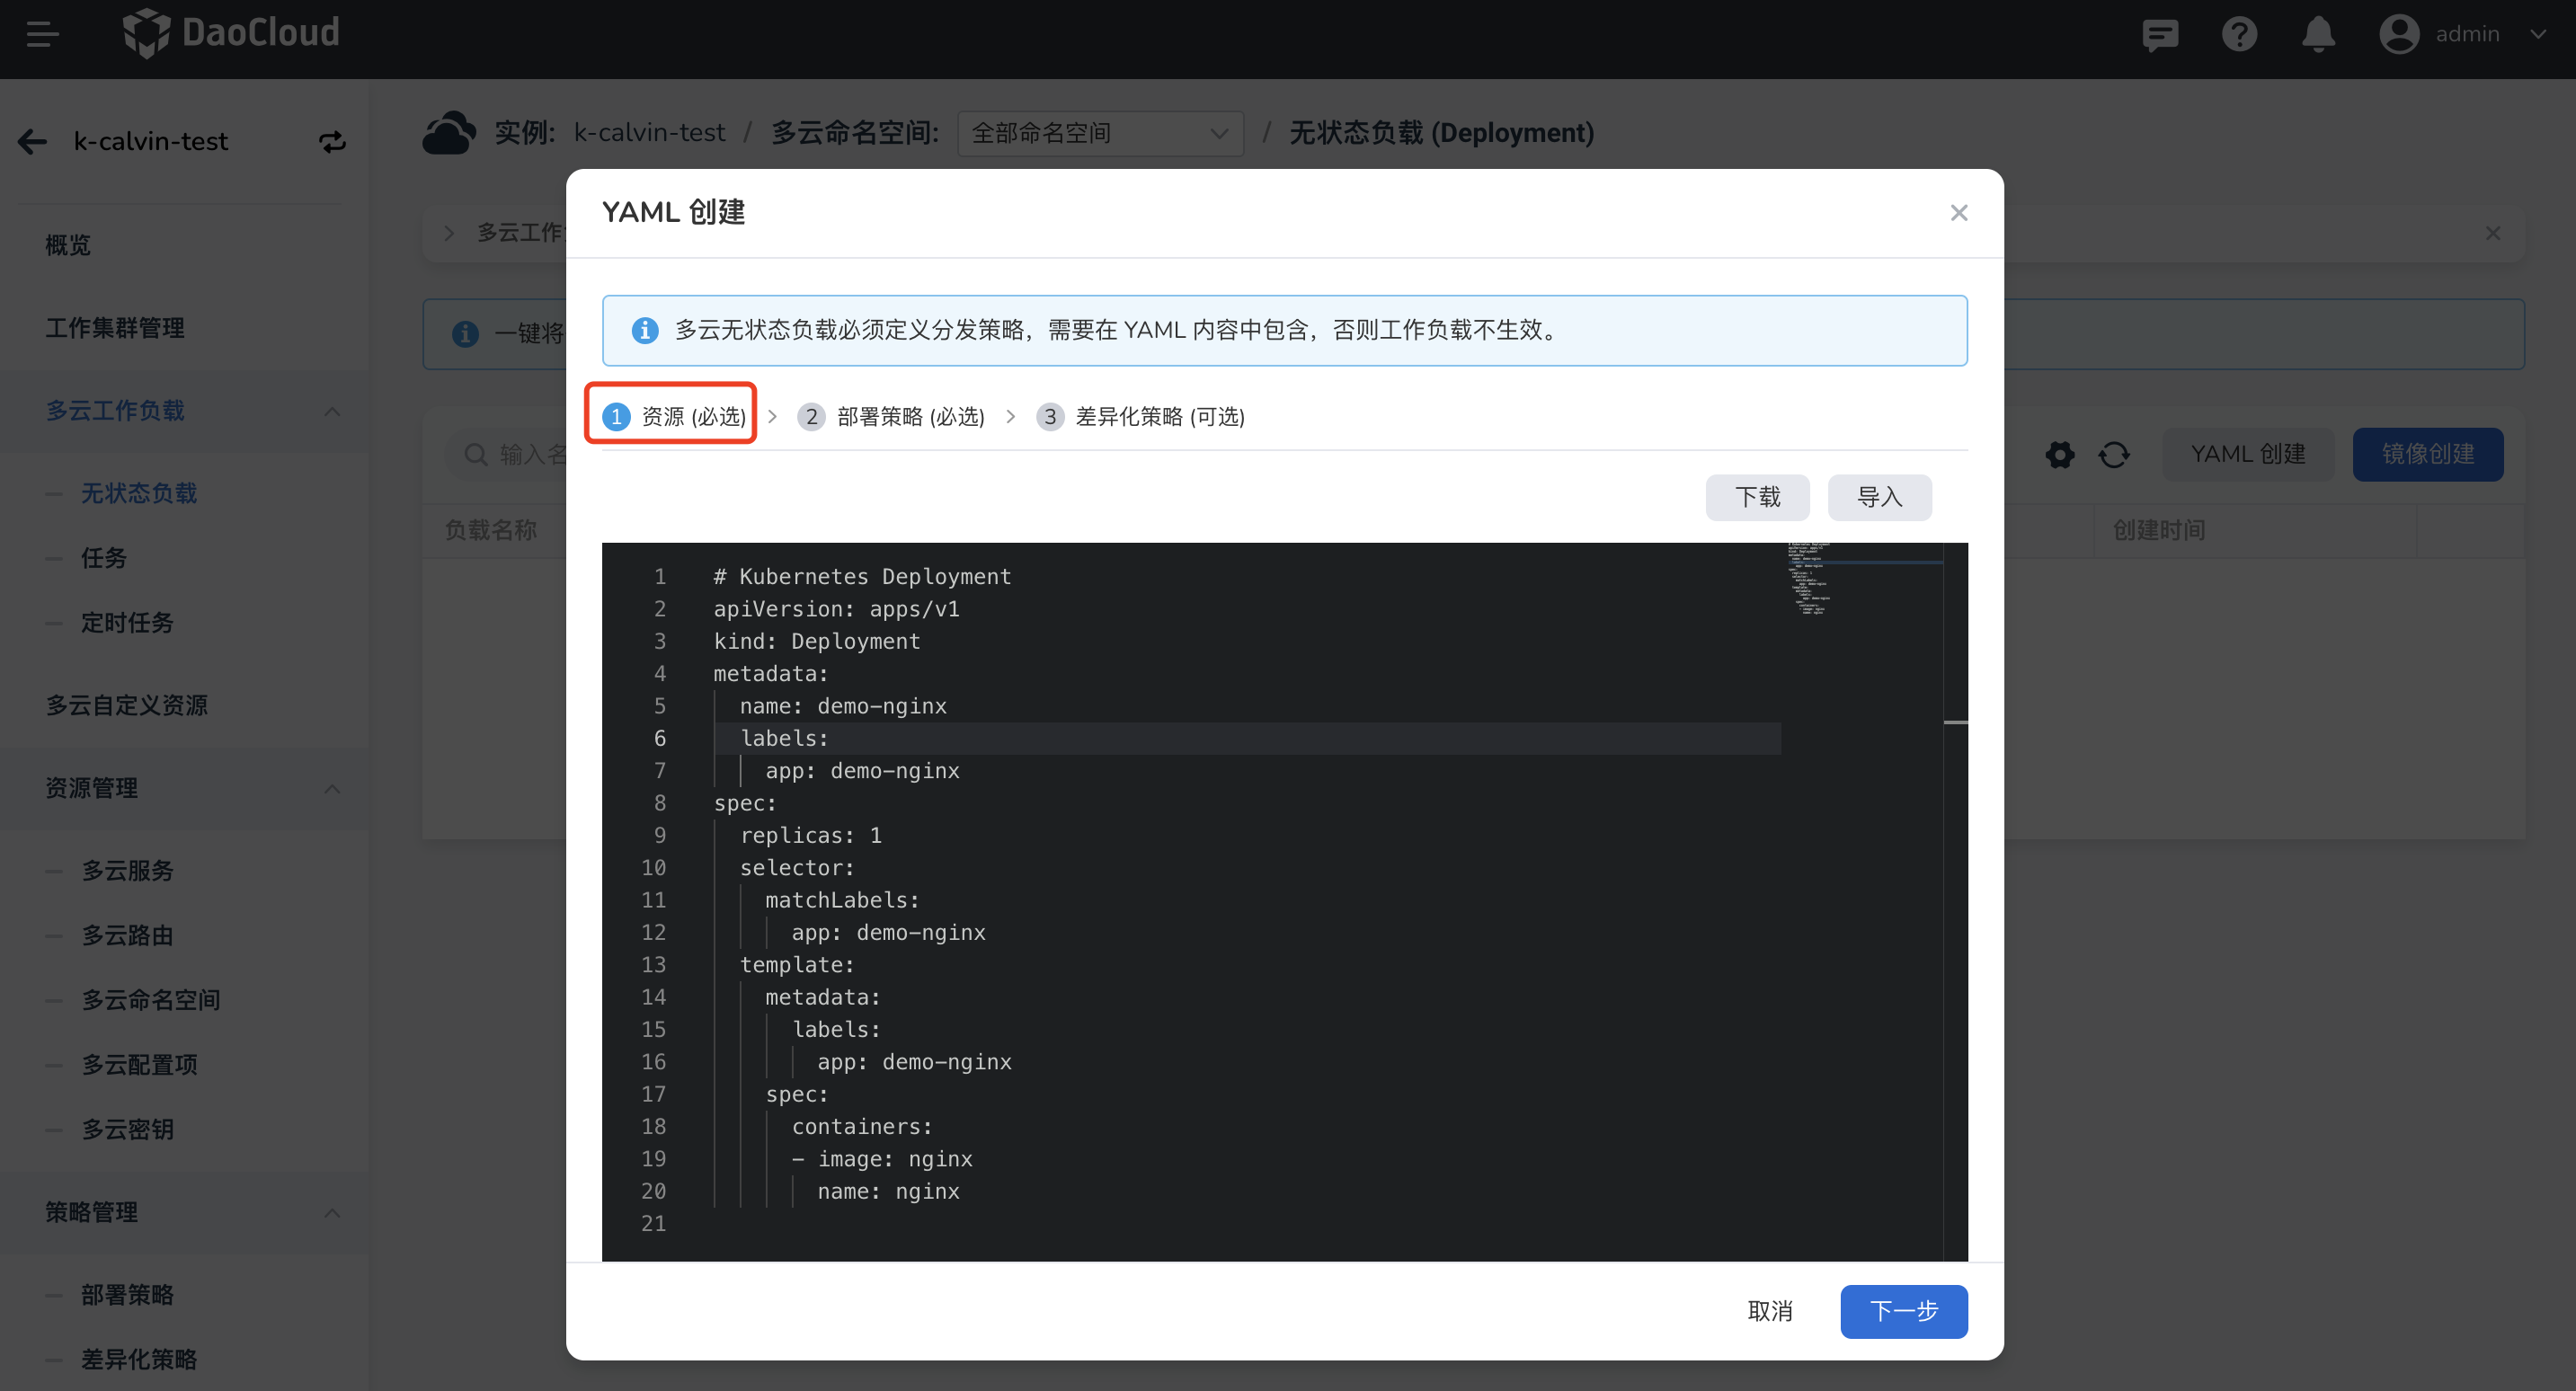 DaoCloud
admin
k-calvin-test
概览
工作集群管理
多云工作负载
无状态负载
任务
定时任务
多云自定义资源
资源管理
多云服务
多云路由
多云命名空间
多云配置项
多云密钥
策略管理
部署策略
差异化策略
实例: k-calvin-test / 多云命名空间: 全部命名空间 / 无状态负载 (Deployment)
多云工作
一键将
输入名
YAML 创建
镜像创建
负载名称
创建时间
YAML 创建
多云无状态负载必须定义分发策略，需要在 YAML 内容中包含，否则工作负载不生效。
1 资源 (必选) > 2 部署策略 (必选) > 3 差异化策略 (可选)
下载 导入
1 # Kubernetes Deployment
2 apiVersion: apps/v1
3 kind: Deployment
4 metadata:
5   name: demo-nginx
6   labels:
7     app: demo-nginx
8 spec:
9   replicas: 1
10   selector:
11     matchLabels:
12       app: demo-nginx
13   template:
14     metadata:
15       labels:
16         app: demo-nginx
17     spec:
18       containers:
19       - image: nginx
20         name: nginx
21
取消 下一步